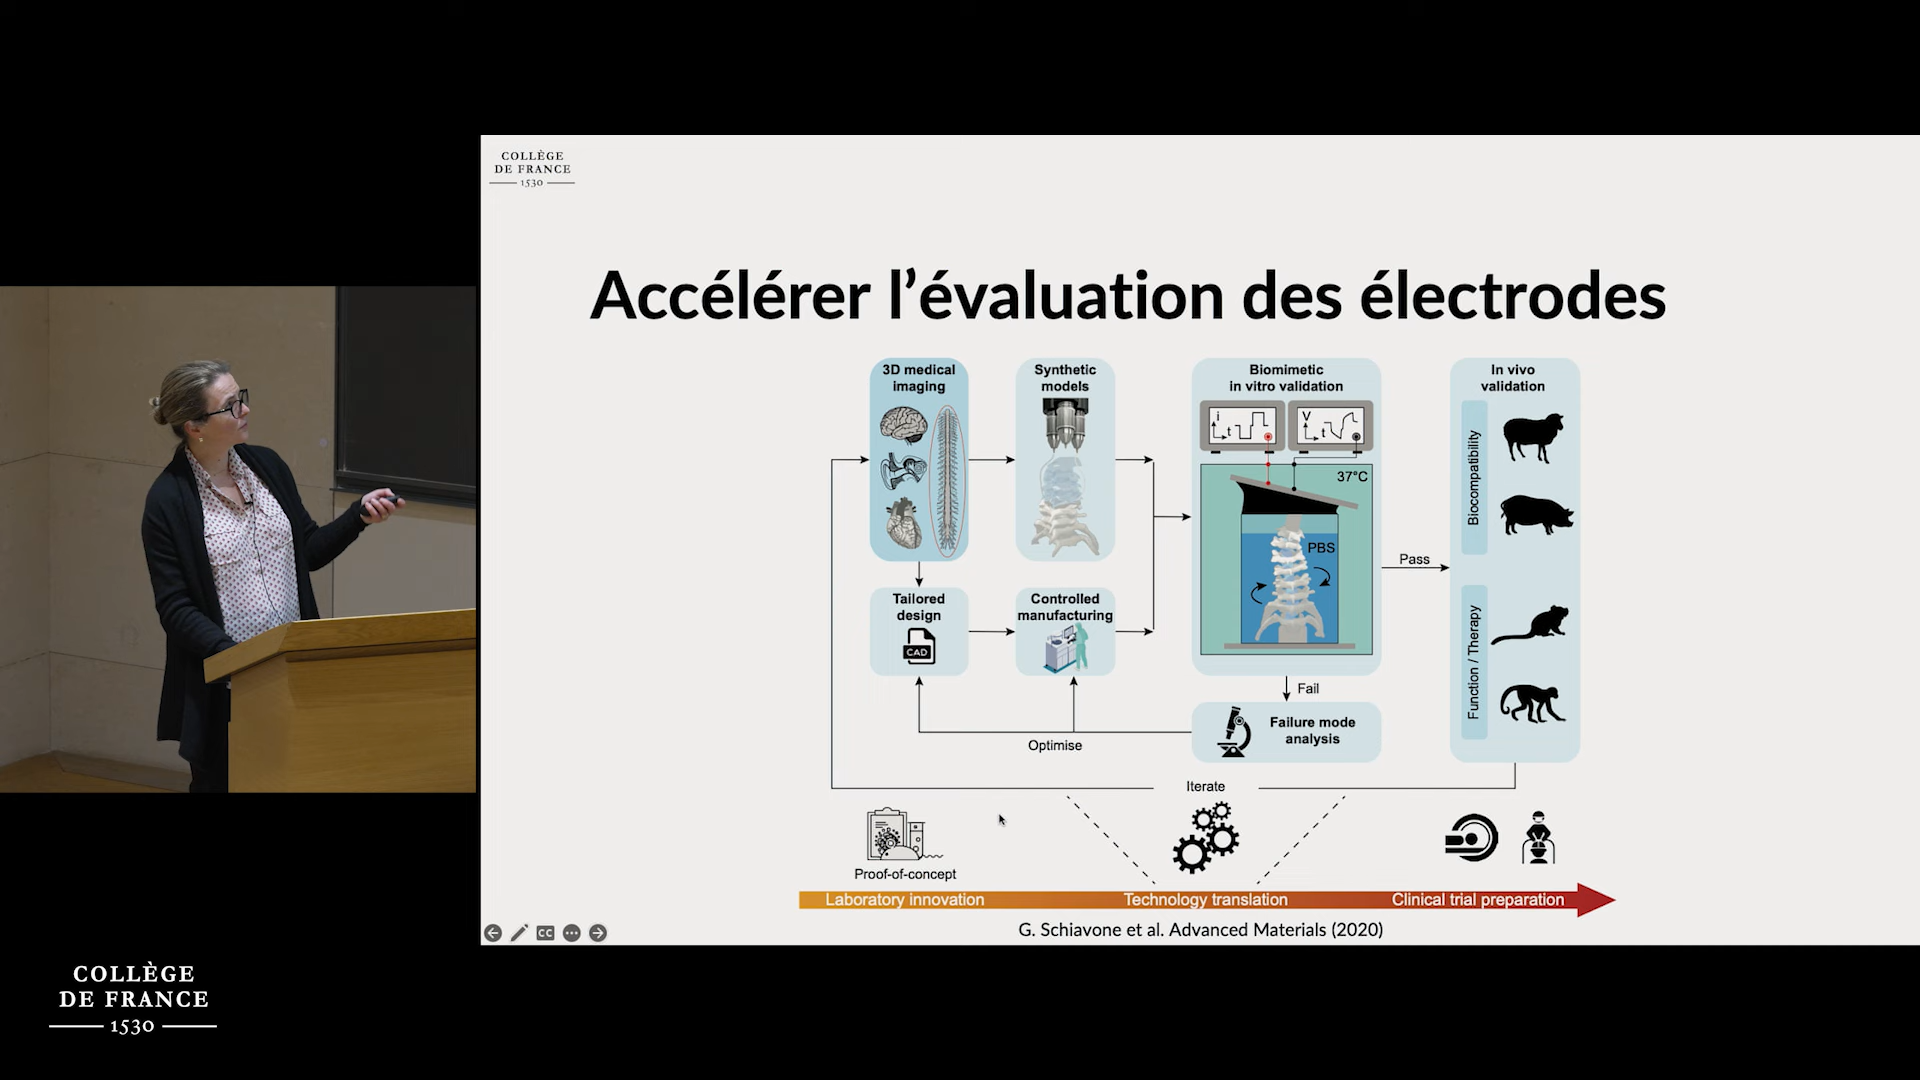 COLLÈGE
DE FRANCE
1530
Accélérer l’évaluation des électrodes
3D medical
imaging
Synthetic
models
Biomimetic
in vitro validation
In vivo
validation
i
t
V
t
37°C
PBS
Biocompatibility
Function / Therapy
Tailored
design
CAD
Controlled
manufacturing
Pass
Fail
Failure mode
analysis
Optimise
Iterate
Proof-of-concept
Laboratory innovation
Technology translation
Clinical trial preparation
G. Schiavone et al. Advanced Materials (2020)
CC
COLLÈGE
DE FRANCE
1530